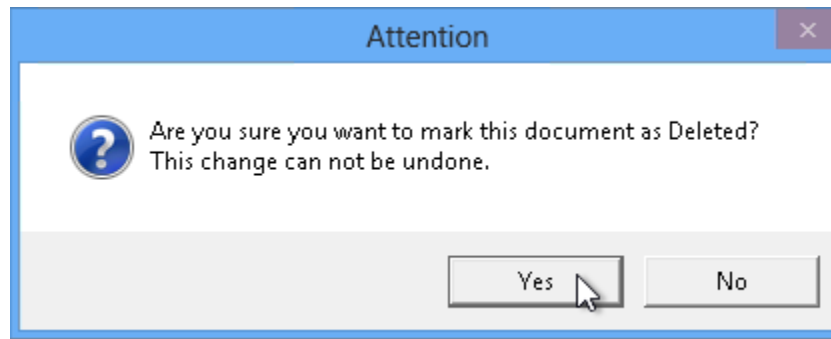 Attention
Are you sure you want to mark this document as Deleted?
This change can not be undone.
Yes
No